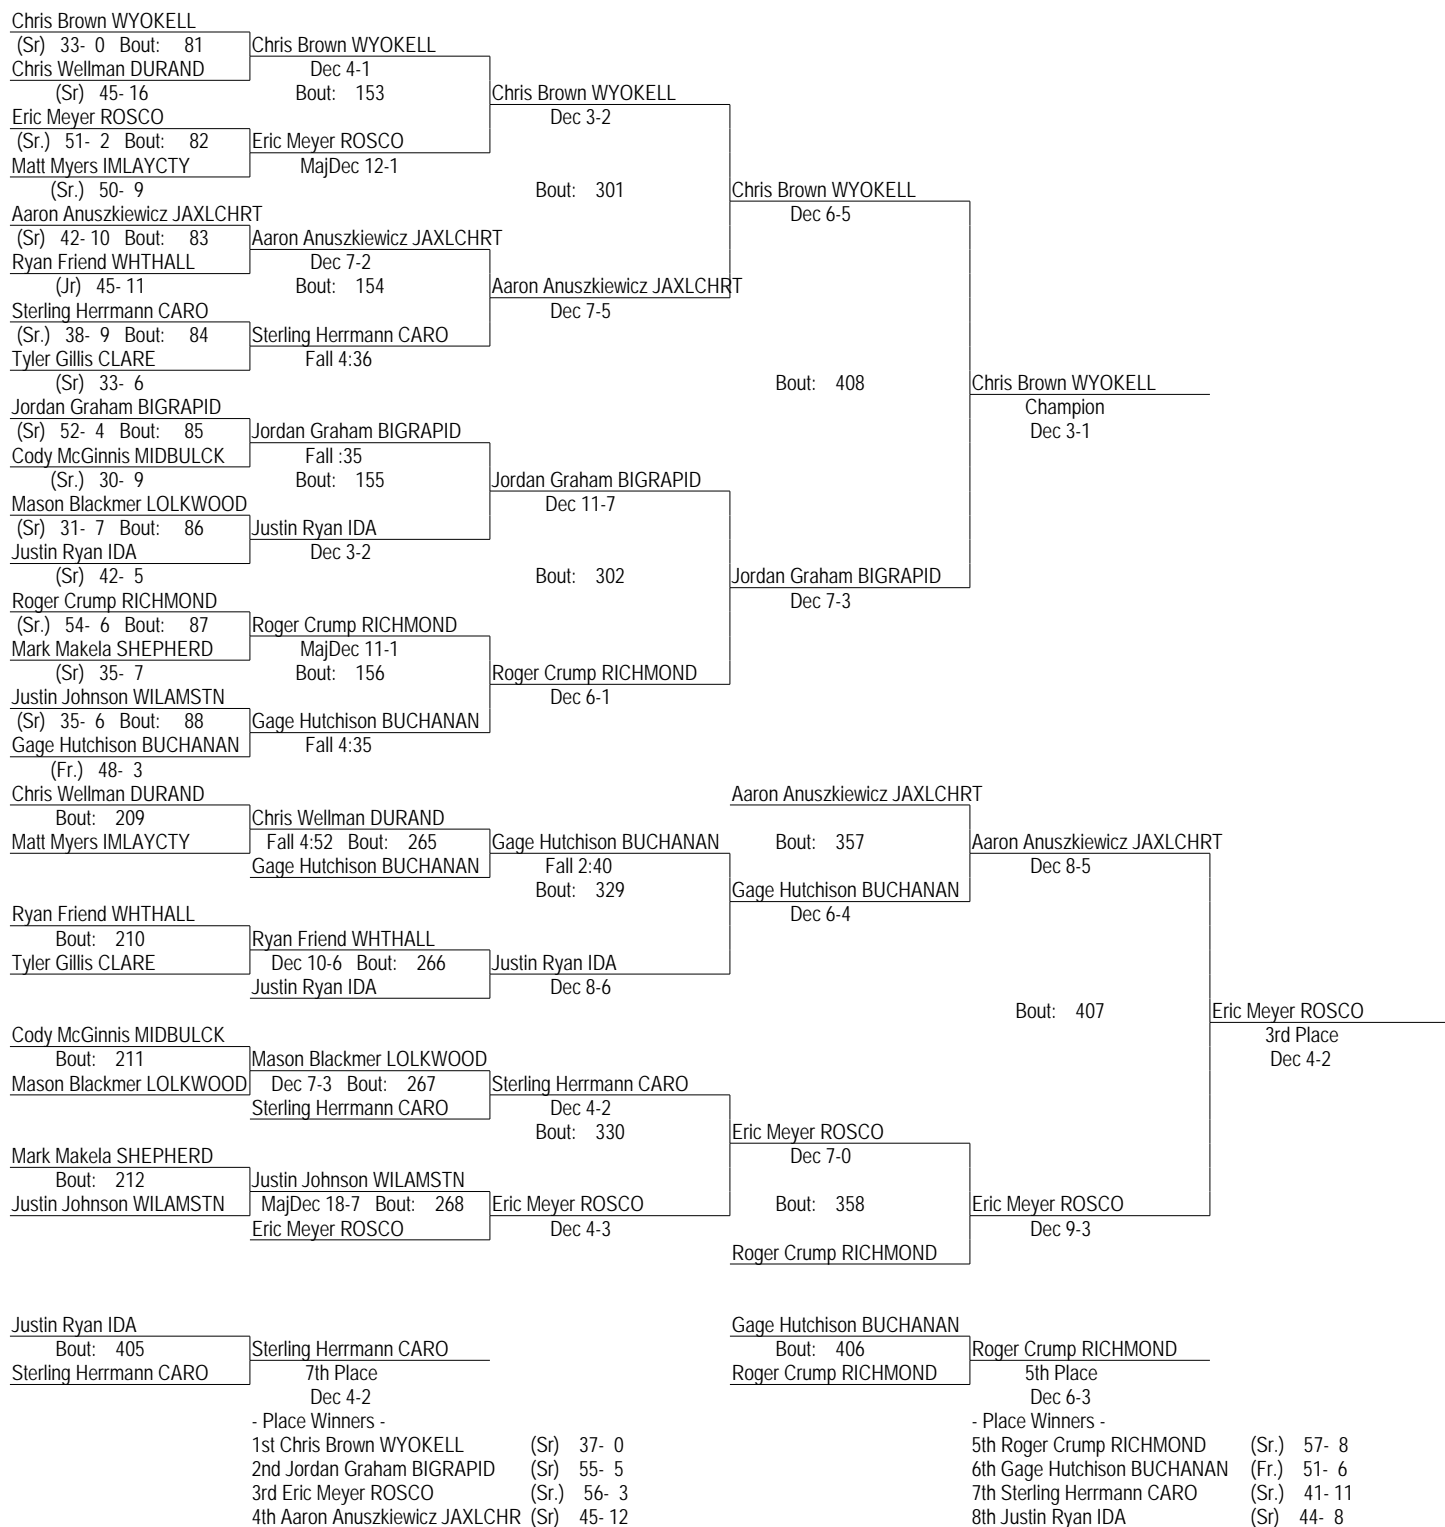 Chris Brown WYOKELL
(Sr) 33- 0 Bout: 81 Chris Brown WYOKELL
Chris Wellman DURAND Dec 4-1
(Sr) 45- 16 Bout: 153 Chris Brown WYOKELL
Eric Meyer ROSCO Dec 3-2
(Sr.) 51- 2 Bout: 82 Eric Meyer ROSCO
Matt Myers IMLAYCTY MajDec 12-1
(Sr.) 50- 9 Bout: 301 Chris Brown WYOKELL
Aaron Anuszkiewicz JAXLCHRT Dec 6-5
(Sr) 42- 10 Bout: 83 Aaron Anuszkiewicz JAXLCHRT
Ryan Friend WHTHALL Dec 7-2
(Jr) 45- 11 Bout: 154 Aaron Anuszkiewicz JAXLCHRT
Sterling Herrmann CARO Dec 7-5
(Sr.) 38- 9 Bout: 84 Sterling Herrmann CARO
Tyler Gillis CLARE Fall 4:36
(Sr) 33- 6 Bout: 408 Chris Brown WYOKELL
Jordan Graham BIGRAPID Champion
(Sr) 52- 4 Bout: 85 Jordan Graham BIGRAPID Dec 3-1
Cody McGinnis MIDBULCK Fall :35
(Sr.) 30- 9 Bout: 155 Jordan Graham BIGRAPID
Mason Blackmer LOLKWOOD Dec 11-7
(Sr) 31- 7 Bout: 86 Justin Ryan IDA
Justin Ryan IDA Dec 3-2
(Sr) 42- 5 Bout: 302 Jordan Graham BIGRAPID
Roger Crump RICHMOND Dec 7-3
(Sr.) 54- 6 Bout: 87 Roger Crump RICHMOND
Mark Makela SHEPHERD MajDec 11-1
(Sr) 35- 7 Bout: 156 Roger Crump RICHMOND
Justin Johnson WILAMSTN Dec 6-1
(Sr) 35- 6 Bout: 88 Gage Hutchison BUCHANAN
Gage Hutchison BUCHANAN Fall 4:35
(Fr.) 48- 3
Chris Wellman DURAND Aaron Anuszkiewicz JAXLCHRT
Bout: 209 Chris Wellman DURAND
Matt Myers IMLAYCTY Fall 4:52 Bout: 265 Gage Hutchison BUCHANAN Bout: 357 Aaron Anuszkiewicz JAXLCHRT
Gage Hutchison BUCHANAN Fall 2:40 Dec 8-5
Bout: 329 Gage Hutchison BUCHANAN
Ryan Friend WHTHALL Dec 6-4
Bout: 210 Ryan Friend WHTHALL
Tyler Gillis CLARE Dec 10-6 Bout: 266 Justin Ryan IDA
Justin Ryan IDA Dec 8-6
Bout: 407 Eric Meyer ROSCO
Cody McGinnis MIDBULCK 3rd Place
Bout: 211 Mason Blackmer LOLKWOOD Dec 4-2
Mason Blackmer LOLKWOOD Dec 7-3 Bout: 267 Sterling Herrmann CARO
Sterling Herrmann CARO Dec 4-2
Bout: 330 Eric Meyer ROSCO
Mark Makela SHEPHERD Dec 7-0
Bout: 212 Justin Johnson WILAMSTN
Justin Johnson WILAMSTN MajDec 18-7 Bout: 268 Eric Meyer ROSCO Bout: 358 Eric Meyer ROSCO
Eric Meyer ROSCO Dec 4-3 Dec 9-3
Roger Crump RICHMOND
Justin Ryan IDA Gage Hutchison BUCHANAN
Bout: 405 Sterling Herrmann CARO Bout: 406 Roger Crump RICHMOND
Sterling Herrmann CARO 7th Place Roger Crump RICHMOND 5th Place
Dec 4-2 Dec 6-3
- Place Winners - - Place Winners -
1st Chris Brown WYOKELL (Sr) 37- 0 5th Roger Crump RICHMOND (Sr.) 57- 8
2nd Jordan Graham BIGRAPID (Sr) 55- 5 6th Gage Hutchison BUCHANAN (Fr.) 51- 6
3rd Eric Meyer ROSCO (Sr.) 56- 3 7th Sterling Herrmann CARO (Sr.) 41- 11
4th Aaron Anuszkiewicz JAXLCHR (Sr) 45- 12 8th Justin Ryan IDA (Sr) 44- 8